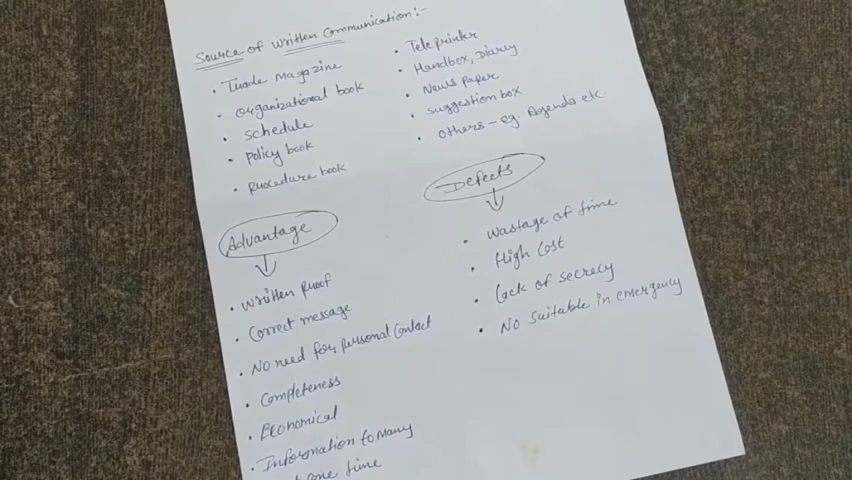 Source of written Communication:-
• Trade Magazine
• organizational book
• schedule
• policy book
• procedure book
• Teleprinter
• Handbox, Diary
• News paper
• suggestion box
• others – eg. Agenda etc.
Advantage
• written proof
• Correct message
• No need for personal contact
• Completeness
• Economical
• Information to many
one time
Defects
• wastage of time
• High cost
• Lack of secrecy
• No suitable in emergency